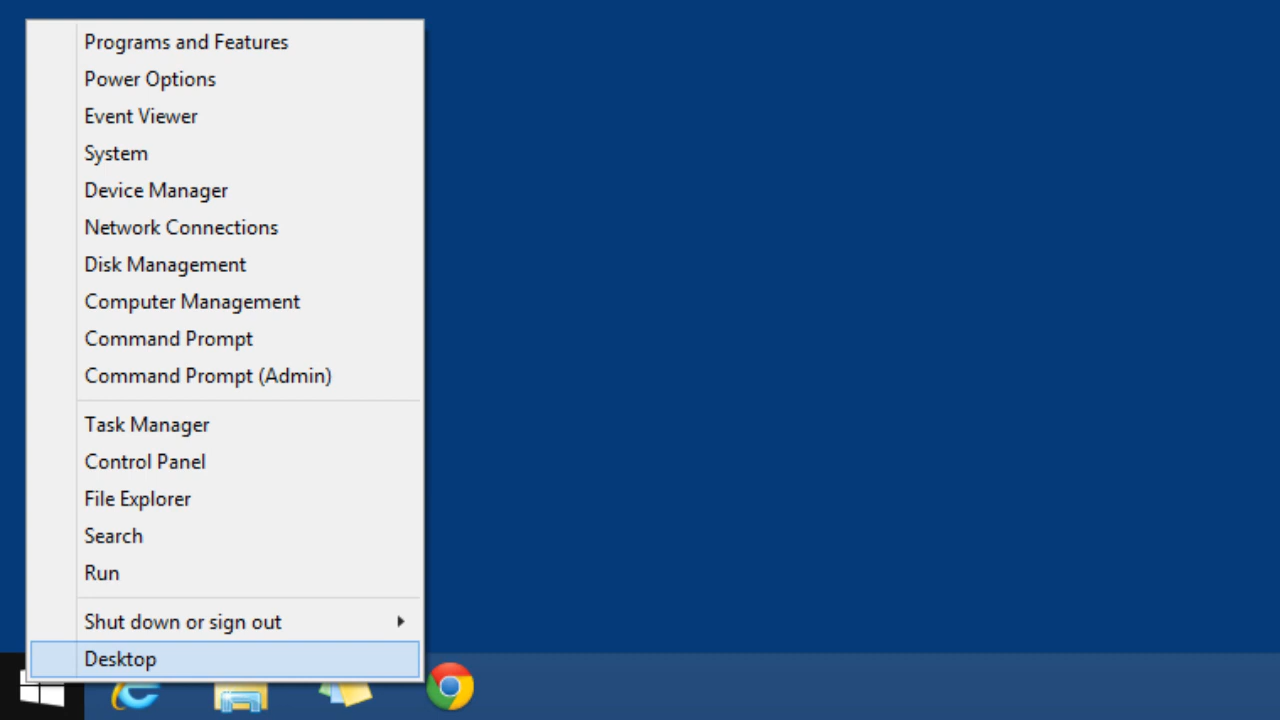 Programs and Features
Power Options
Event Viewer
System
Device Manager
Network Connections
Disk Management
Computer Management
Command Prompt
Command Prompt (Admin)
Task Manager
Control Panel
File Explorer
Search
Run
Shut down or sign out
Desktop